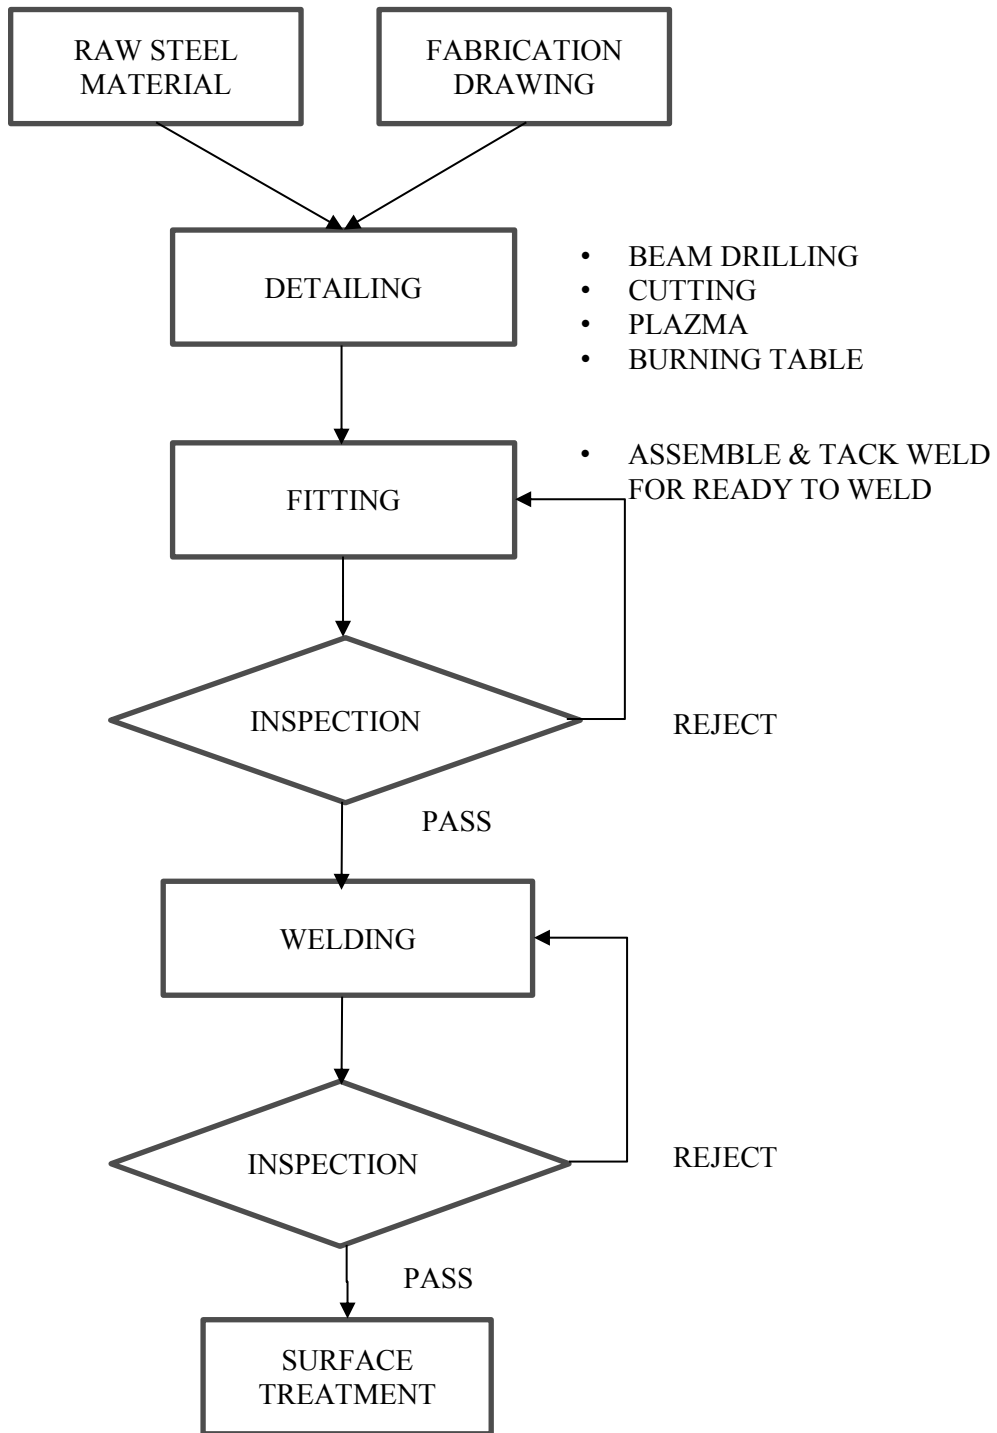 RAW STEEL
MATERIAL
FABRICATION
DRAWING
DETAILING
• BEAM DRILLING
• CUTTING
• PLAZMA
• BURNING TABLE
FITTING
• ASSEMBLE & TACK WELD
FOR READY TO WELD
INSPECTION
REJECT
PASS
WELDING
INSPECTION
REJECT
PASS
SURFACE
TREATMENT